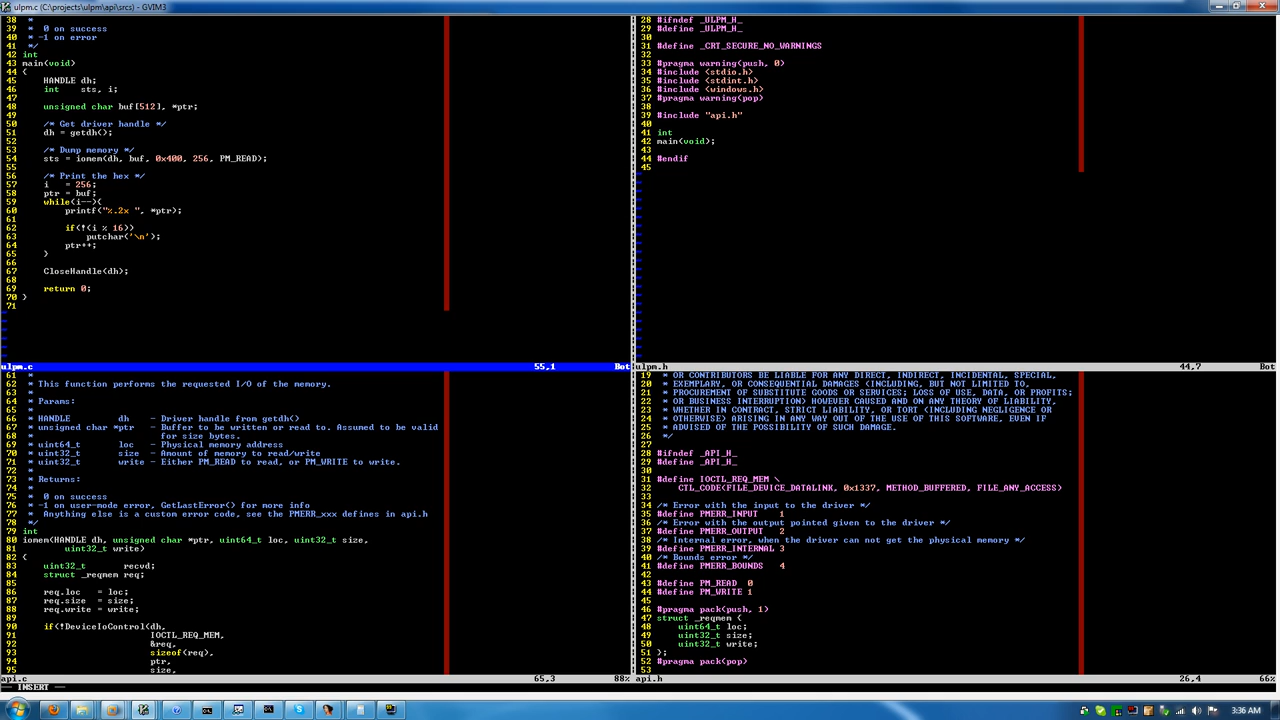 ulpm.c (C:\projects\ulpm\api\srcs) - GVIM3
38  *
39  *  0 on success
40  * -1 on error
41  */
42 int
43 main(void)
44 {
45     HANDLE dh;
46     int    sts, i;
47
48     unsigned char buf[512], *ptr;
49
50     /* Get driver handle */
51     dh = getdh();
52
53     /* Dump memory */
54     sts = iomem(dh, buf, 0x400, 256, PM_READ);
55
56     /* Print the hex */
57     i   = 256;
58     ptr = buf;
59     while(i--){
60         printf("%.2x ", *ptr);
61
62         if(!(i % 16))
63             putchar('\n');
64         ptr++;
65     }
66
67     CloseHandle(dh);
68
69     return 0;
70 }
71
~
~
~
~
~
~
ulpm.c 55,1 Bot
28 #ifndef _ULPM_H_
29 #define _ULPM_H_
30
31 #define _CRT_SECURE_NO_WARNINGS
32
33 #pragma warning(push, 0)
34 #include <stdio.h>
35 #include <stdint.h>
36 #include <windows.h>
37 #pragma warning(pop)
38
39 #include "api.h"
40
41 int
42 main(void);
43
44 #endif
45
ulpm.h 44,7 Bot
61  *
62  * This function performs the requested I/O of the memory.
63  *
64  * Params:
65  *
66  * HANDLE         dh    - Driver handle from getdh()
67  * unsigned char *ptr   - Buffer to be written or read to. Assumed to be valid
68  *                        for size bytes.
69  * uint64_t       loc   - Physical memory address
70  * uint32_t       size  - Amount of memory to read/write
71  * uint32_t       write - Either PM_READ to read, or PM_WRITE to write.
72  *
73  * Returns:
74  *
75  *  0 on success
76  * -1 on user-mode error, GetLastError() for more info
77  *  Anything else is a custom error code, see the PMERR_xxx defines in api.h
78  */
79 int
80 iomem(HANDLE dh, unsigned char *ptr, uint64_t loc, uint32_t size,
81         uint32_t write)
82 {
83     uint32_t       recvd;
84     struct _reqmem req;
85
86     req.loc   = loc;
87     req.size  = size;
88     req.write = write;
89
90     if(!DeviceIoControl(dh,
91                         IOCTL_REQ_MEM,
92                         &req,
93                         sizeof(req),
94                         ptr,
95                         size,
api.c 65,3 88%
19  * OR CONTRIBUTORS BE LIABLE FOR ANY DIRECT, INDIRECT, INCIDENTAL, SPECIAL,
20  * EXEMPLARY, OR CONSEQUENTIAL DAMAGES (INCLUDING, BUT NOT LIMITED TO,
21  * PROCUREMENT OF SUBSTITUTE GOODS OR SERVICES; LOSS OF USE, DATA, OR PROFITS;
22  * OR BUSINESS INTERRUPTION) HOWEVER CAUSED AND ON ANY THEORY OF LIABILITY,
23  * WHETHER IN CONTRACT, STRICT LIABILITY, OR TORT (INCLUDING NEGLIGENCE OR
24  * OTHERWISE) ARISING IN ANY WAY OUT OF THE USE OF THIS SOFTWARE, EVEN IF
25  * ADVISED OF THE POSSIBILITY OF SUCH DAMAGE.
26  */
27
28 #ifndef _API_H_
29 #define _API_H_
30
31 #define IOCTL_REQ_MEM \
32     CTL_CODE(FILE_DEVICE_DATALINK, 0x1337, METHOD_BUFFERED, FILE_ANY_ACCESS)
33
34 /* Error with the input to the driver */
35 #define PMERR_INPUT    1
36 /* Error with the output pointed given to the driver */
37 #define PMERR_OUTPUT   2
38 /* Internal error, when the driver can not get the physical memory */
39 #define PMERR_INTERNAL 3
40 /* Bounds error */
41 #define PMERR_BOUNDS   4
42
43 #define PM_READ  0
44 #define PM_WRITE 1
45
46 #pragma pack(push, 1)
47 struct _reqmem {
48     uint64_t loc;
49     uint32_t size;
50     uint32_t write;
51 };
52 #pragma pack(pop)
53
api.h 26,4 66%
-- INSERT --
3:36 AM